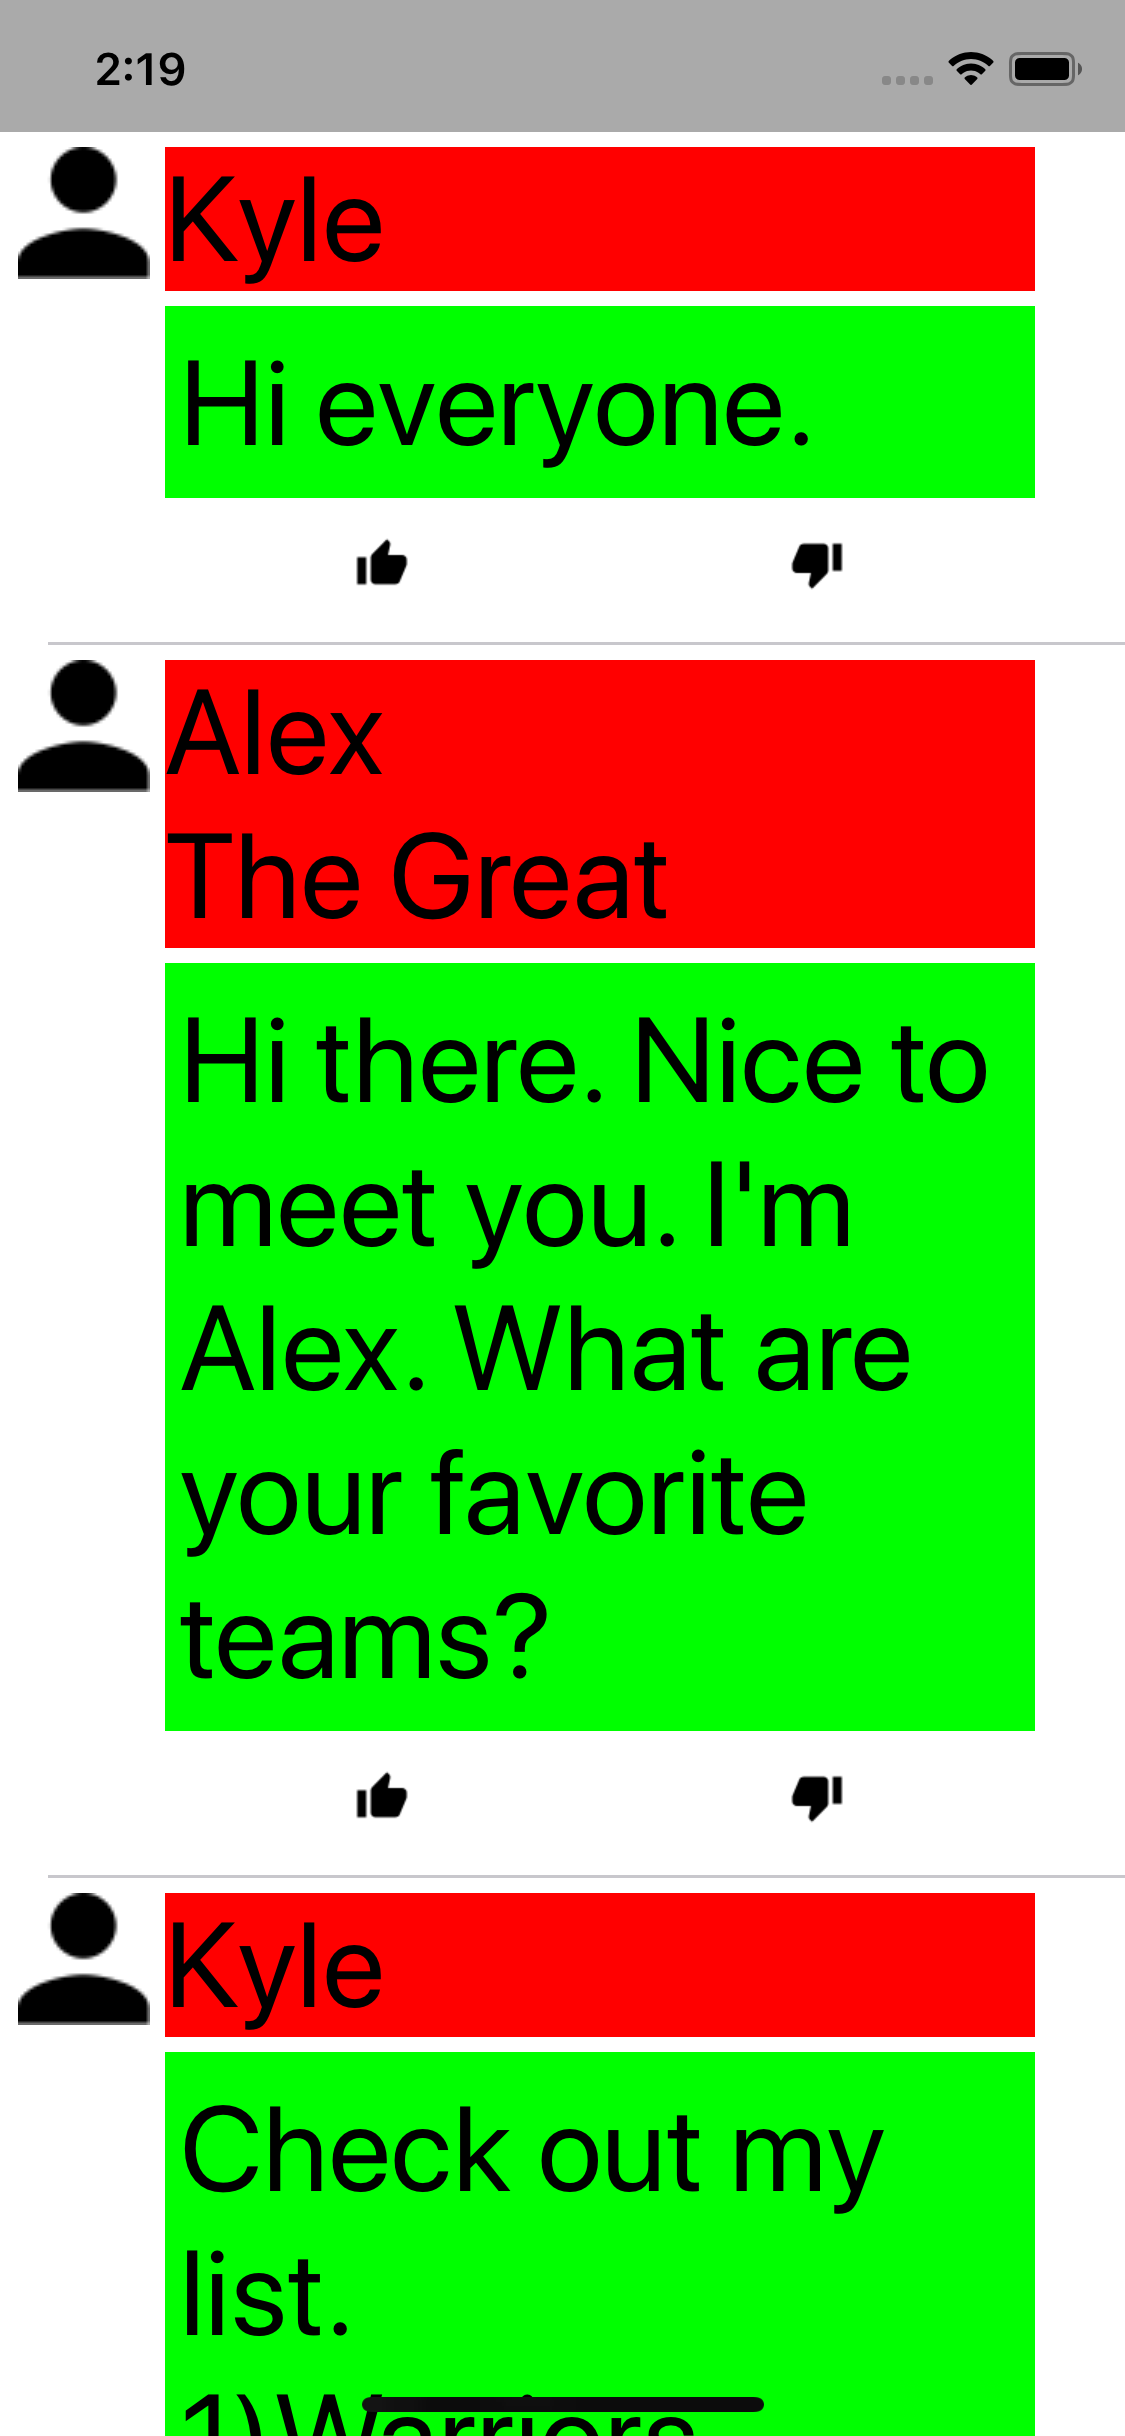 2:19
Kyle
Hi everyone.
Alex
The Great
Hi there. Nice to
meet you. I'm
Alex. What are
your favorite
teams?
Kyle
Check out my
list.
1)Warriors